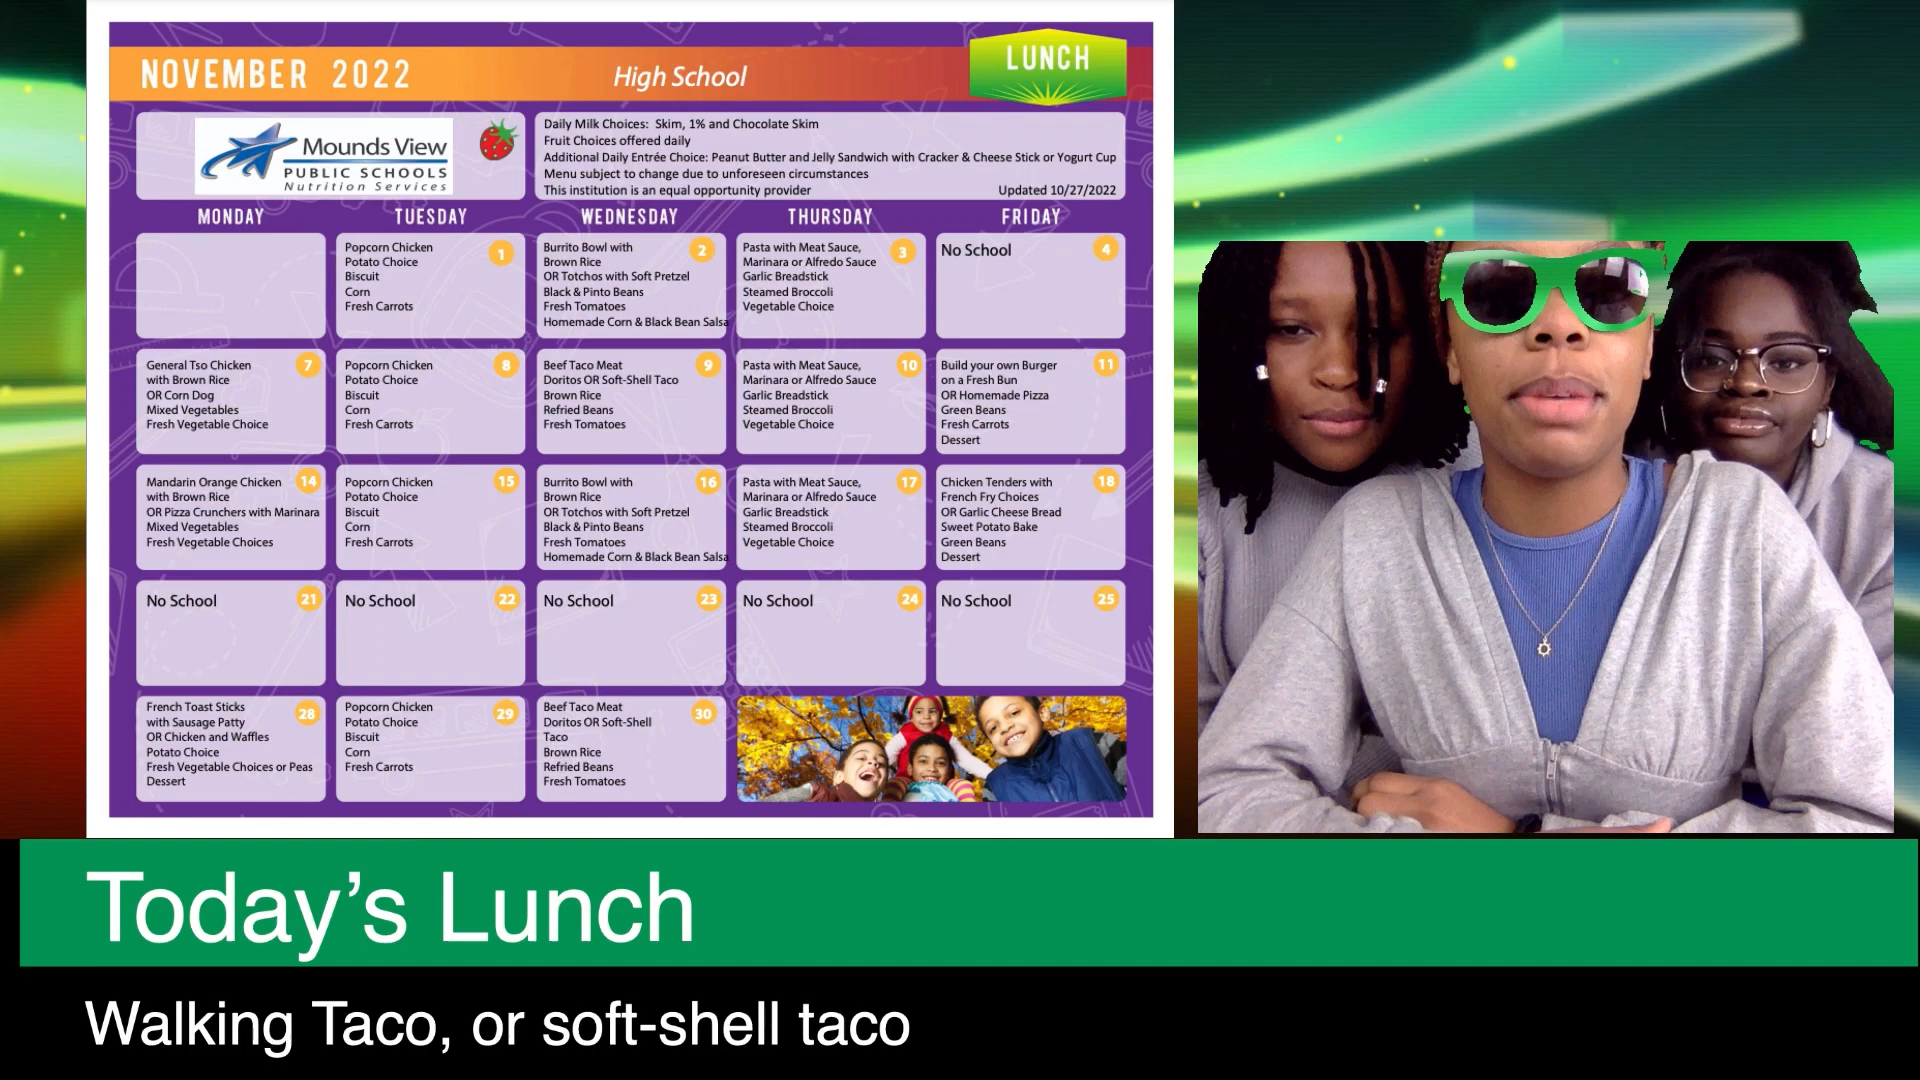 NOVEMBER 2022
High School
LUNCH
Mounds View
PUBLIC SCHOOLS
Nutrition Services
Daily Milk Choices: Skim, 1% and Chocolate Skim
Fruit Choices offered daily
Additional Daily Entrée Choice: Peanut Butter and Jelly Sandwich with Cracker & Cheese Stick or Yogurt Cup
Menu subject to change due to unforeseen circumstances
This institution is an equal opportunity provider
Updated 10/27/2022
MONDAY
TUESDAY
WEDNESDAY
THURSDAY
FRIDAY
1
Popcorn Chicken
Potato Choice
Biscuit
Corn
Fresh Carrots
2
Burrito Bowl with
Brown Rice
OR Totchos with Soft Pretzel
Black & Pinto Beans
Fresh Tomatoes
Homemade Corn & Black Bean Salsa
3
Pasta with Meat Sauce,
Marinara or Alfredo Sauce
Garlic Breadstick
Steamed Broccoli
Vegetable Choice
4
No School
7
General Tso Chicken
with Brown Rice
OR Corn Dog
Mixed Vegetables
Fresh Vegetable Choice
8
Popcorn Chicken
Potato Choice
Biscuit
Corn
Fresh Carrots
9
Beef Taco Meat
Doritos OR Soft-Shell Taco
Brown Rice
Refried Beans
Fresh Tomatoes
10
Pasta with Meat Sauce,
Marinara or Alfredo Sauce
Garlic Breadstick
Steamed Broccoli
Vegetable Choice
11
Build your own Burger
on a Fresh Bun
OR Homemade Pizza
Green Beans
Fresh Carrots
Dessert
14
Mandarin Orange Chicken
with Brown Rice
OR Pizza Crunchers with Marinara
Mixed Vegetables
Fresh Vegetable Choices
15
Popcorn Chicken
Potato Choice
Biscuit
Corn
Fresh Carrots
16
Burrito Bowl with
Brown Rice
OR Totchos with Soft Pretzel
Black & Pinto Beans
Fresh Tomatoes
Homemade Corn & Black Bean Salsa
17
Pasta with Meat Sauce,
Marinara or Alfredo Sauce
Garlic Breadstick
Steamed Broccoli
Vegetable Choice
18
Chicken Tenders with
French Fry Choices
OR Garlic Cheese Bread
Sweet Potato Bake
Green Beans
Dessert
21
No School
22
No School
23
No School
24
No School
25
No School
28
French Toast Sticks
with Sausage Patty
OR Chicken and Waffles
Potato Choice
Fresh Vegetable Choices or Peas
Dessert
29
Popcorn Chicken
Potato Choice
Biscuit
Corn
Fresh Carrots
30
Beef Taco Meat
Doritos OR Soft-Shell
Taco
Brown Rice
Refried Beans
Fresh Tomatoes
Today's Lunch
Walking Taco, or soft-shell taco